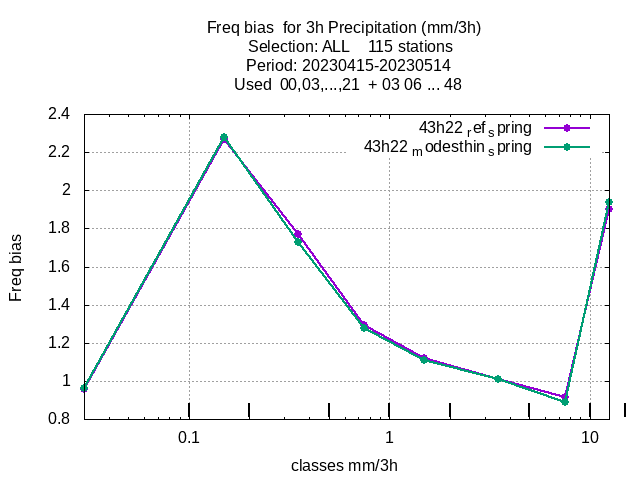 Freq bias  for 3h Precipitation (mm/3h)
Selection: ALL    115 stations
Period: 20230415-20230514
Used  00,03,...,21  + 03 06 ... 48
43h22 ref spring
43h22 modesthin spring
2.4
2.2
2
1.8
1.6
1.4
1.2
1
0.8
Freq bias
0.1 1 10
classes mm/3h